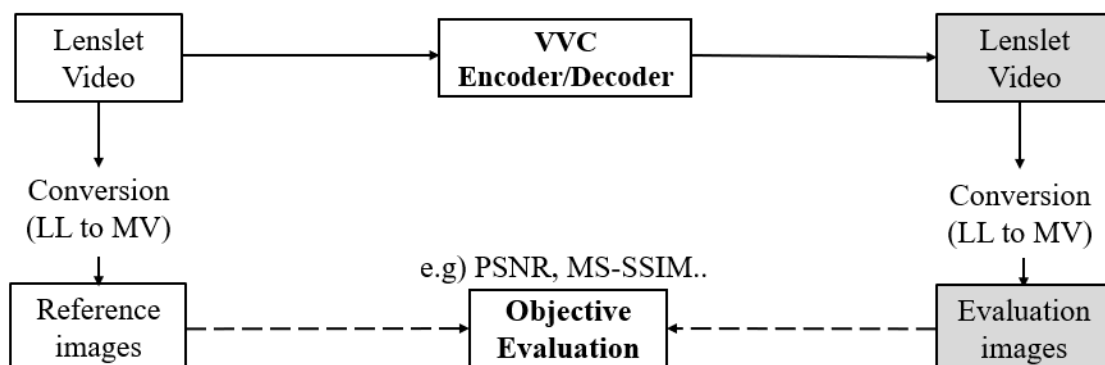 Lenslet
Video
VVC
Encoder/Decoder
Lenslet
Video
Conversion
(LL to MV)
Conversion
(LL to MV)
e.g) PSNR, MS-SSIM..
Reference
images
Objective
Evaluation
Evaluation
images